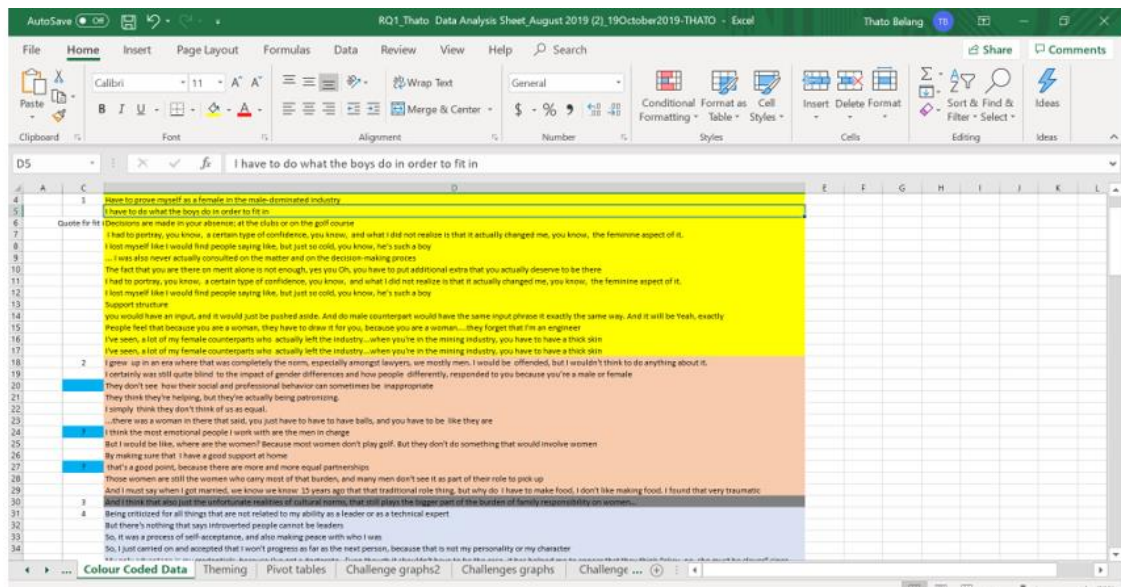 AutoSave Off RQ1_Thato Data Analysis Sheet_August 2019 (2)_19October2019-THATO - Excel Thato Belang TB
File Home Insert Page Layout Formulas Data Review View Help Search Share Comments
Calibri 11 A A Wrap Text General
Paste B I U A Merge & Center $ % Conditional Formatting Format as Table Cell Styles Insert Delete Format Sort & Filter Find & Select Ideas
Clipboard Font Alignment Number Styles Cells Editing Ideas
D5 fx I have to do what the boys do in order to fit in
A C D E F G H I J K L
4 1 Have to prove myself as a female in the male-dominated industry
5 I have to do what the boys do in order to fit in
6 Quote fir fit i Decisions are made in your absence; at the clubs or on the golf course
7 I had to portray, you know, a certain type of confidence, you know, and what I did not realize is that it actually changed me, you know, the feminine aspect of it.
8 I lost myself like I would find people saying like, but just so cold, you know, he's such a boy
9 ... I was also never actually consulted on the matter and on the decision-making proces
10 The fact that you are there on merit alone is not enough, yes you Oh, you have to put additional extra that you actually deserve to be there
11 I had to portray, you know, a certain type of confidence, you know, and what I did not realize is that it actually changed me, you know, the feminine aspect of it.
12 I lost myself like I would find people saying like, but just so cold, you know, he's such a boy
13 Support structure
14 you would have an input, and it would just be pushed aside. And do male counterpart would have the same input phrase it exactly the same way. And it will be Yeah, exactly
15 People feel that because you are a woman, they have to draw it for you, because you are a woman....they forget that I'm an engineer
16 I've seen, a lot of my female counterparts who actually left the industry...when you're in the mining industry, you have to have a thick skin
17 I've seen, a lot of my female counterparts who actually left the industry...when you're in the mining industry, you have to have a thick skin
18 2 I grew up in an era where that was completely the norm, especially amongst lawyers, we mostly men. I would be offended, but I wouldn't think to do anything about it.
19 I certainly was still quite blind to the impact of gender differences and how people differently, responded to you because you're a male or female
20 They don't see how their social and professional behavior can sometimes be inappropriate
21 They think they're helping, but they're actually being patronizing.
22 I simply think they don't think of us as equal.
23 ...there was a woman in there that said, you just have to have to have balls, and you have to be like they are
24 ? I think the most emotional people I work with are the men in charge
25 But I would be like, where are the women? Because most women don't play golf. But they don't do something that would involve women
26 By making sure that I have a good support at home
27 ? that's a good point, because there are more and more equal partnerships
28 Those women are still the women who carry most of that burden, and many men don't see it as part of their role to pick up
29 And I must say when I got married, we know we know 15 years ago that that traditional role thing, but why do I have to make food, I don't like making food. I found that very traumatic
30 3 And I think that also just the unfortunate realities of cultural norms, that still plays the bigger part of the burden of family responsibility on women...
31 4 Being criticized for all things that are not related to my ability as a leader or as a technical expert
32 But there's nothing that says introverted people cannot be leaders
33 So, it was a process of self-acceptance, and also making peace with who I was
34 So, I just carried on and accepted that I won't progress as far as the next person, because that is not my personality or my character
... Colour Coded Data Theming Pivot tables Challenge graphs2 Challenges graphs Challenge ...